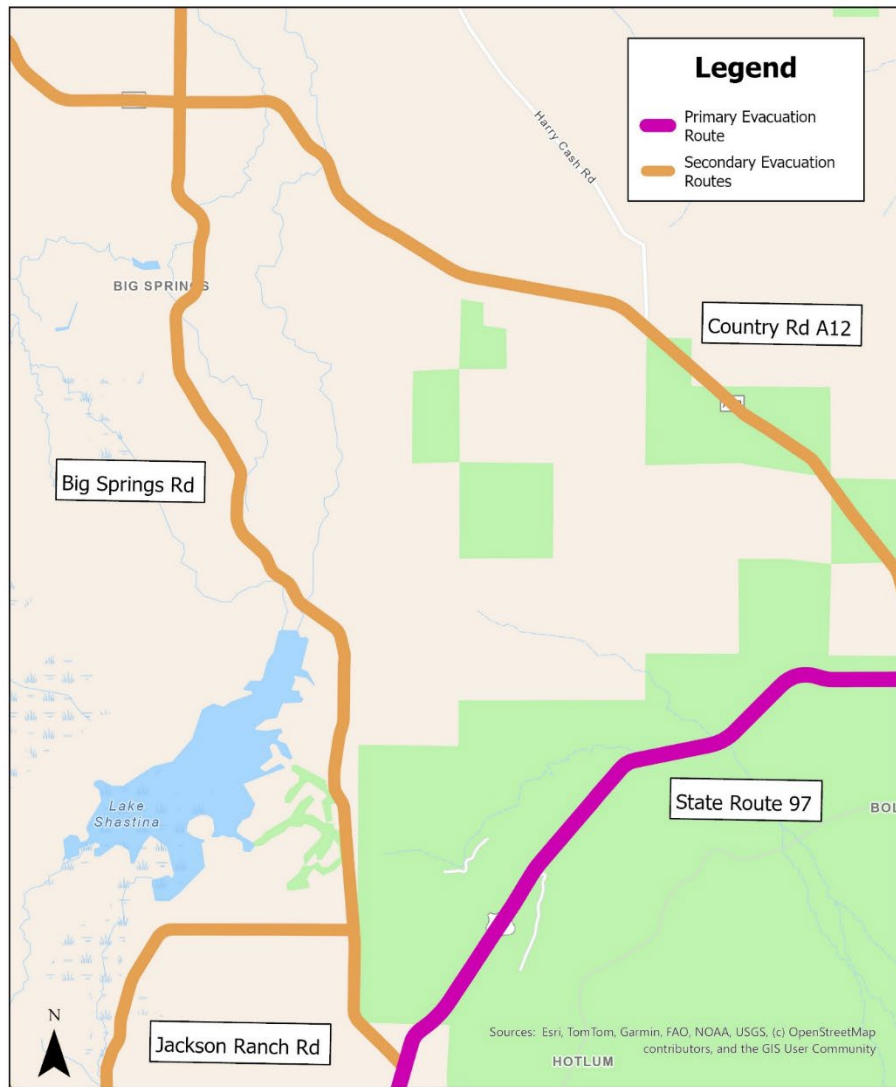 Legend
Primary Evacuation
Route
Secondary Evacuation
Routes
Harry Cash Rd
BIG SPRINGS
Country Rd A12
Big Springs Rd
Lake
Shastina
State Route 97
BOL
N
Jackson Ranch Rd
Sources: Esri, TomTom, Garmin, FAO, NOAA, USGS, (c) OpenStreetMap
contributors, and the GIS User Community
HOTLUM